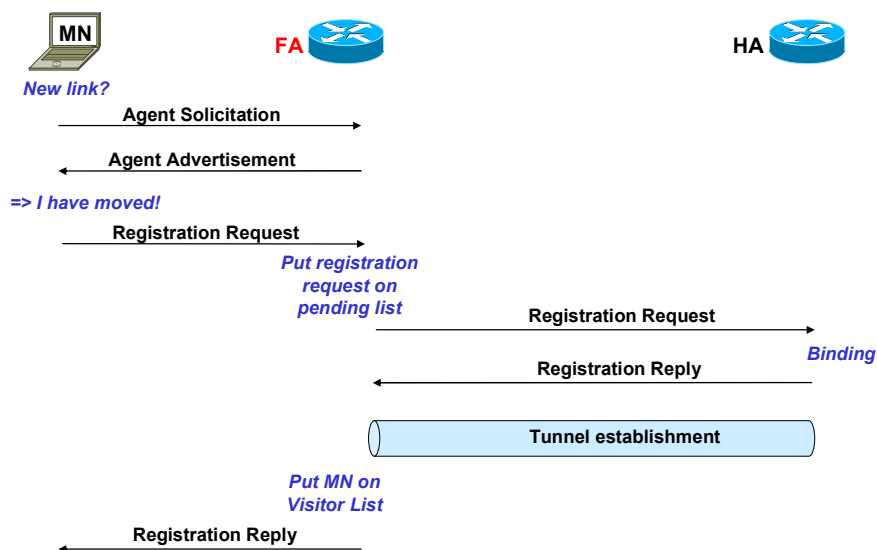 MN
FA
HA
New link?
Agent Solicitation
Agent Advertisement
=> I have moved!
Registration Request
Put registration
request on
pending list
Registration Request
Binding
Registration Reply
Tunnel establishment
Put MN on
Visitor List
Registration Reply